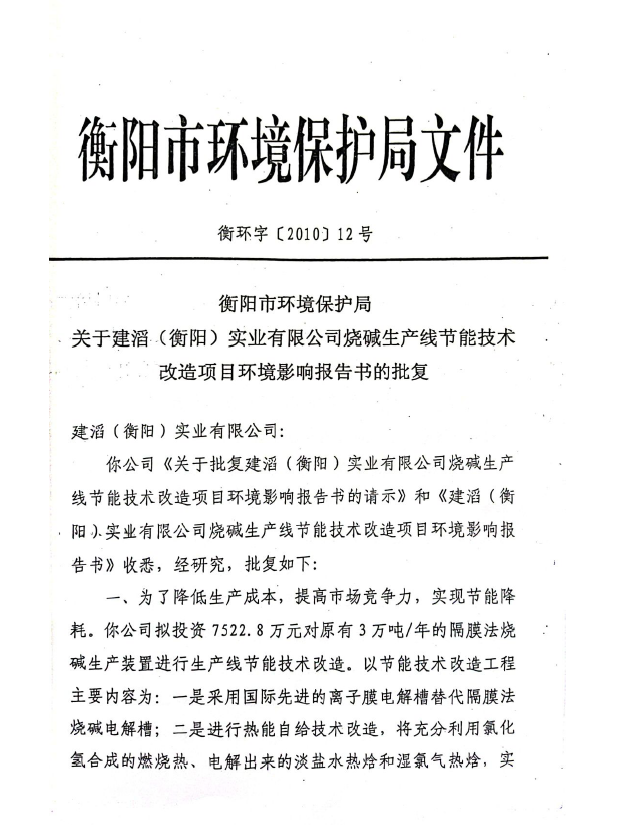 衡阳市环境保护局文件
衡环字〔2010〕12号
衡阳市环境保护局
关于建滔（衡阳）实业有限公司烧碱生产线节能技术
改造项目环境影响报告书的批复
建滔（衡阳）实业有限公司：
你公司《关于批复建滔（衡阳）实业有限公司烧碱生产
线节能技术改造项目环境影响报告书的请示》和《建滔（衡
阳）实业有限公司烧碱生产线节能技术改造项目环境影响报
告书》收悉，经研究，批复如下：
一、为了降低生产成本，提高市场竞争力，实现节能降
耗。你公司拟投资7522.8万元对原有3万吨/年的隔膜法烧
碱生产装置进行生产线节能技术改造。以节能技术改造工程
主要内容为：一是采用国际先进的离子膜电解槽替代隔膜法
烧碱电解槽；二是进行热能自给技术改造，将充分利用氯化
氢合成的燃烧热、电解出来的淡盐水热焓和湿氯气热焓，实